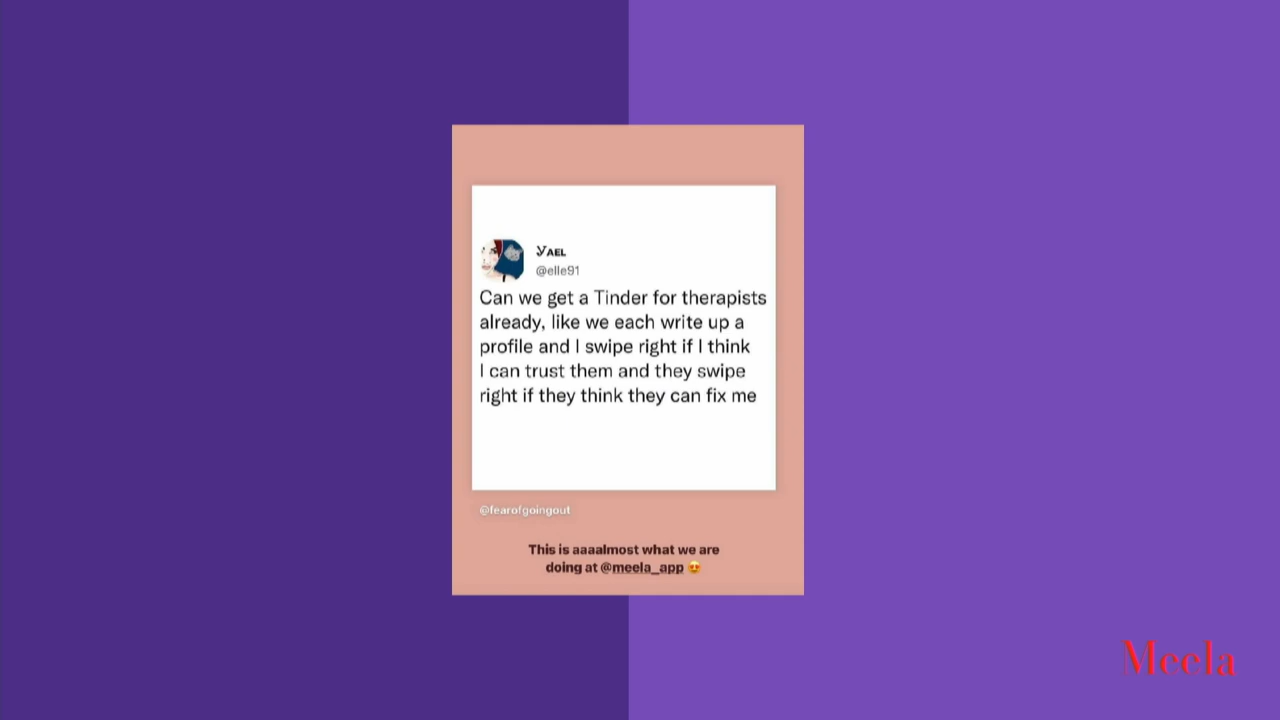 Yael
@elle91
Can we get a Tinder for therapists
already, like we each write up a
profile and I swipe right if I think
I can trust them and they swipe
right if they think they can fix me
@fearofgoingout
This is aaaalmost what we are
doing at @meela_app 😍
Meela